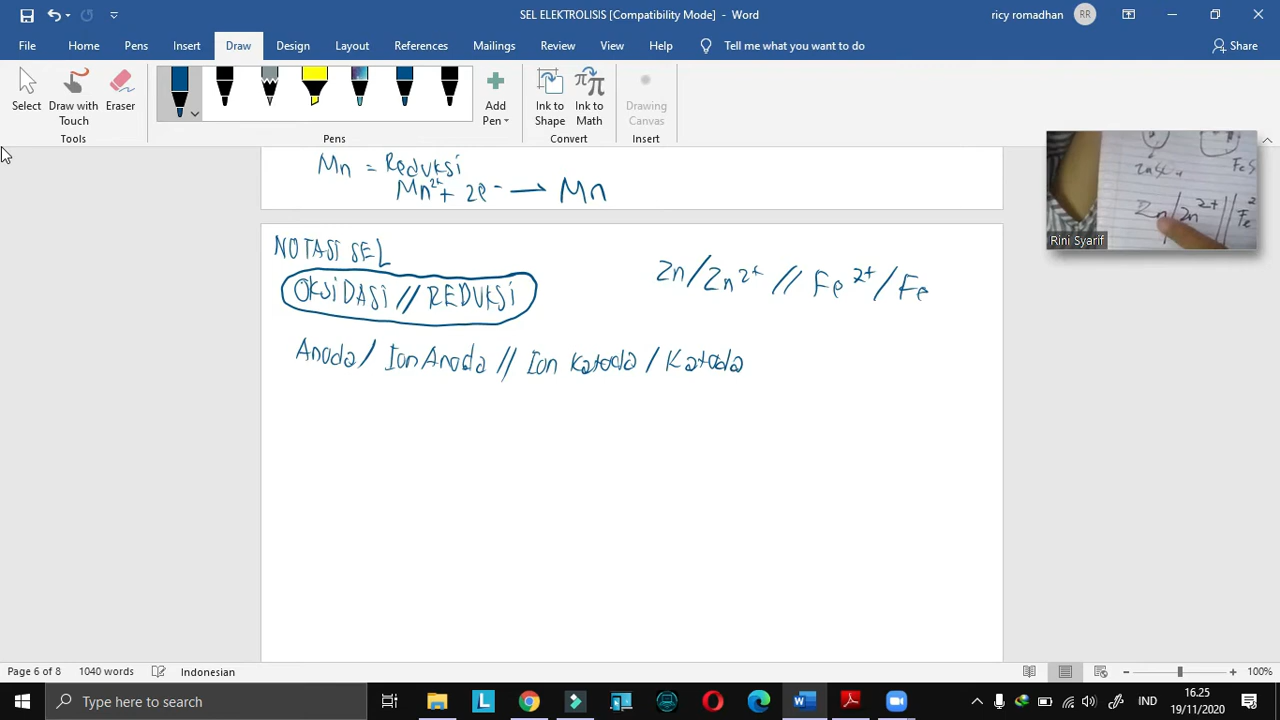 SEL ELEKTROLISIS [Compatibility Mode] - Word
ricy romadhan RR
File Home Pens Insert Draw Design Layout References Mailings Review View Help Tell me what you want to do Share
Select Draw with Touch Eraser Add Pen Ink to Shape Ink to Math Drawing Canvas
Tools Pens Convert Insert
Mn = Reduksi
Mn²⁺ + 2e⁻ → Mn
NOTASI SEL
OKSIDASI // REDUKSI
Zn/Zn²⁺ // Fe²⁺/Fe
Anoda / Ion Anoda // Ion Katoda / Katoda
Zn/Zn²⁺ || Fe²
Rini Syarif
Page 6 of 8 1040 words Indonesian 100%
Type here to search
IND
16.25
19/11/2020